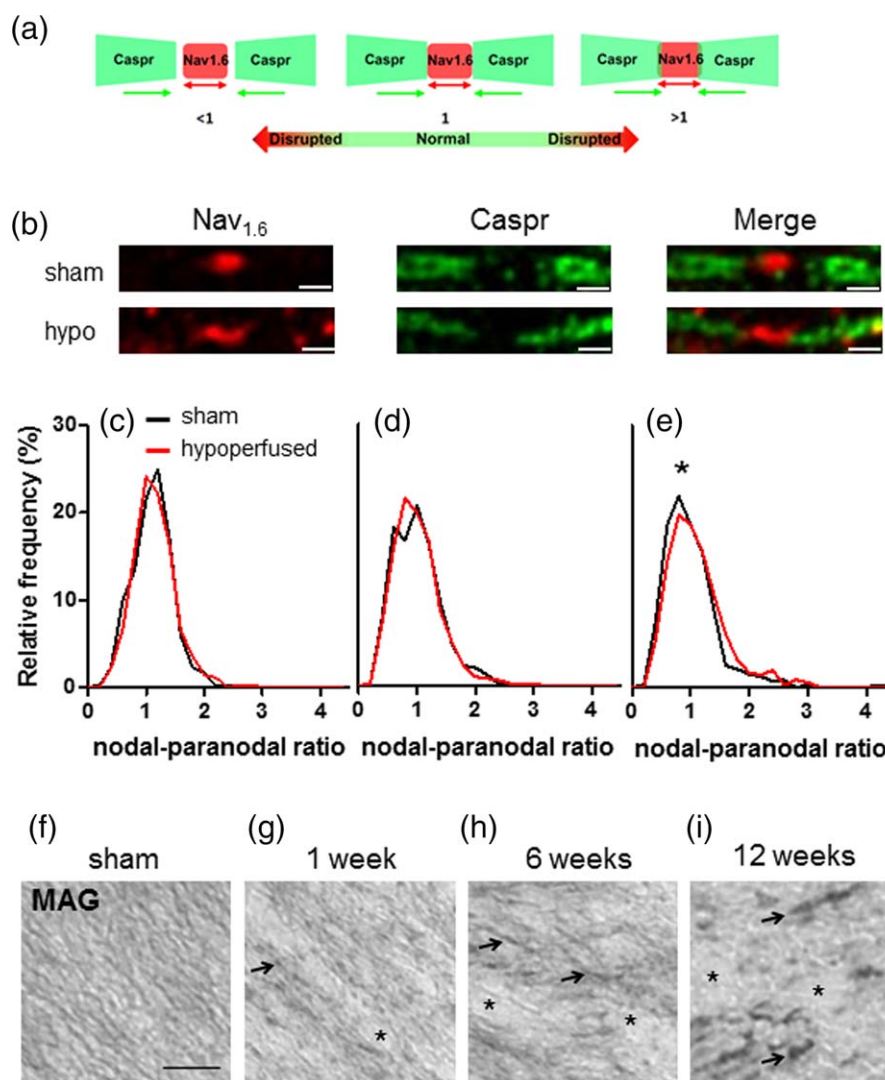 (a)
Caspr Nav1.6 Caspr Caspr Nav1.6 Caspr Caspr Nav1.6 Caspr
<1 1 >1
Disrupted Normal Disrupted
(b) Nav1.6 Caspr Merge
sham
hypo
(c) sham (d) (e)
hypoperfused
*
Relative frequency (%)
30
20
10
0
0 1 2 3 4 0 1 2 3 4 0 1 2 3 4
nodal-paranodal ratio nodal-paranodal ratio nodal-paranodal ratio
(f) (g) (h) (i)
sham 1 week 6 weeks 12 weeks
MAG
* * * * *